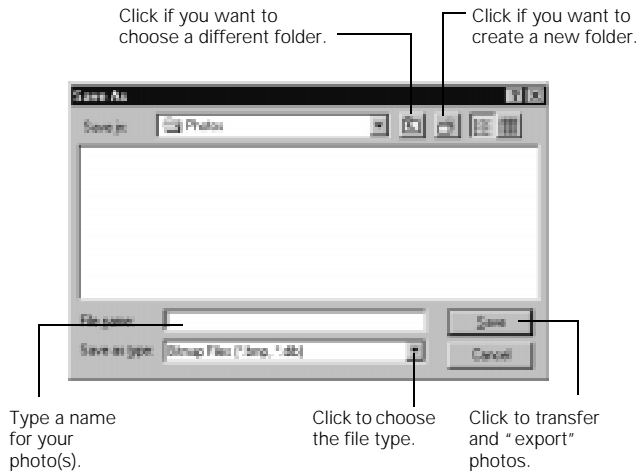 Click if you want to
choose a different folder.
Click if you want to
create a new folder.
Save As
Save in:
Photos
File name:
Save
Save as type:
Bitmap Files (*.bmp, *.dib)
Cancel
Type a name
for your
photo(s).
Click to choose
the file type.
Click to transfer
and “export”
photos.